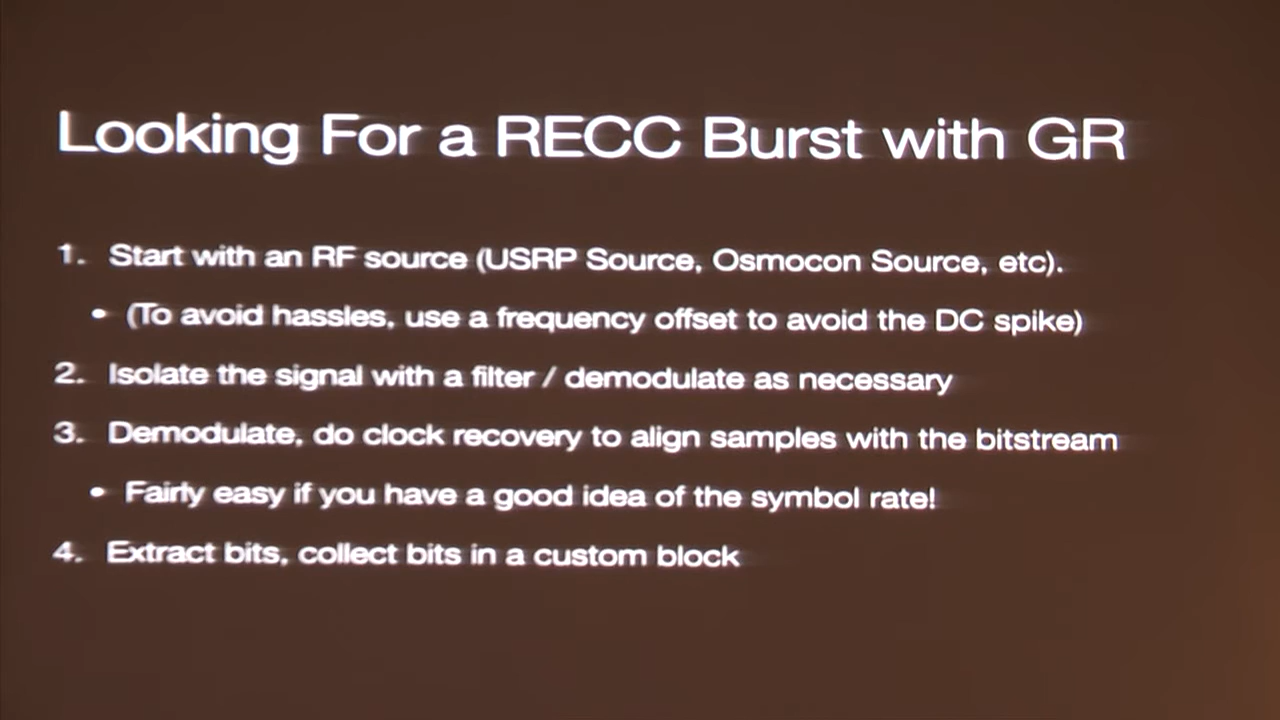 Looking For a RECC Burst with GR
1. Start with an RF source (USRP Source, Osmocon Source, etc).
• (To avoid hassles, use a frequency offset to avoid the DC spike)
2. Isolate the signal with a filter / demodulate as necessary
3. Demodulate, do clock recovery to align samples with the bitstream
• Fairly easy if you have a good idea of the symbol rate!
4. Extract bits, collect bits in a custom block